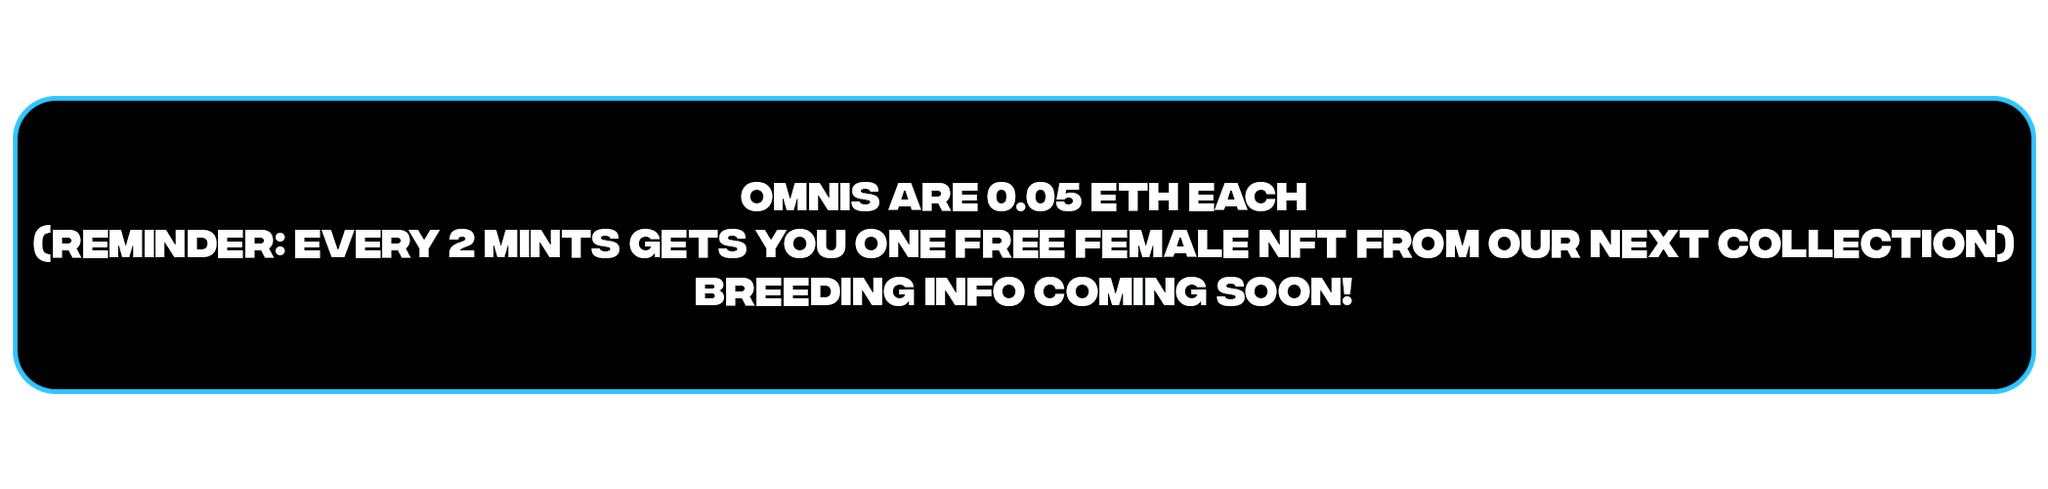 OMNIS ARE 0.05 ETH EACH
(REMINDER: EVERY 2 MINTS GETS YOU ONE FREE FEMALE NFT FROM OUR NEXT COLLECTION)
BREEDING INFO COMING SOON!